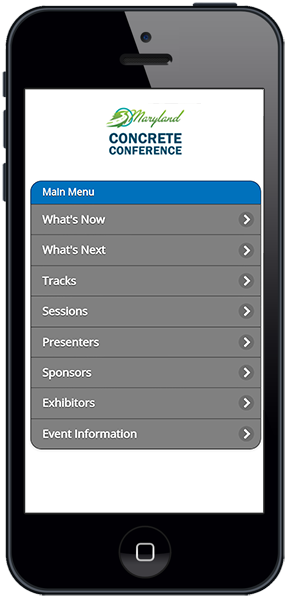 Maryland
CONCRETE
CONFERENCE
Main Menu
What's Now
What's Next
Tracks
Sessions
Presenters
Sponsors
Exhibitors
Event Information